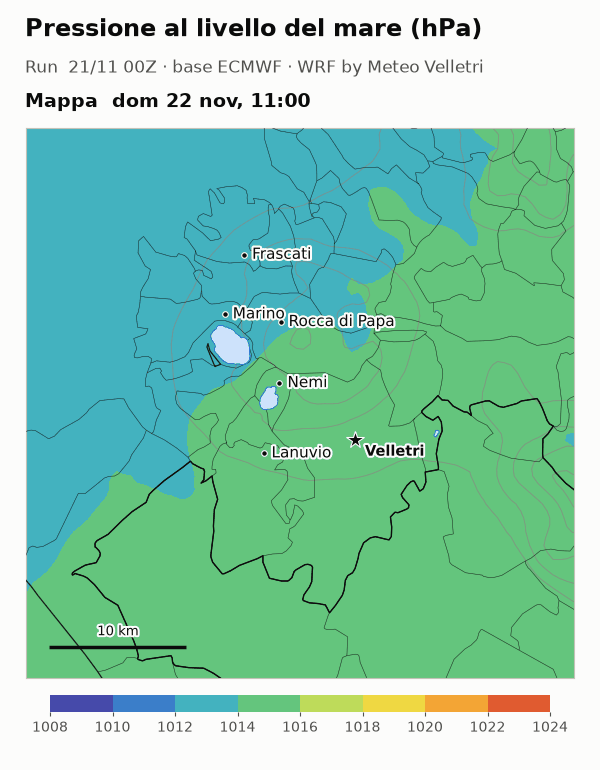 Pressione al livello del mare (hPa)
Run  21/11 00Z · base ECMWF · WRF by Meteo Velletri
Mappa  dom 22 nov, 11:00
Frascati
Marino
Rocca di Papa
Nemi
Velletri
Lanuvio
10 km
1008 1010 1012 1014 1016 1018 1020 1022 1024